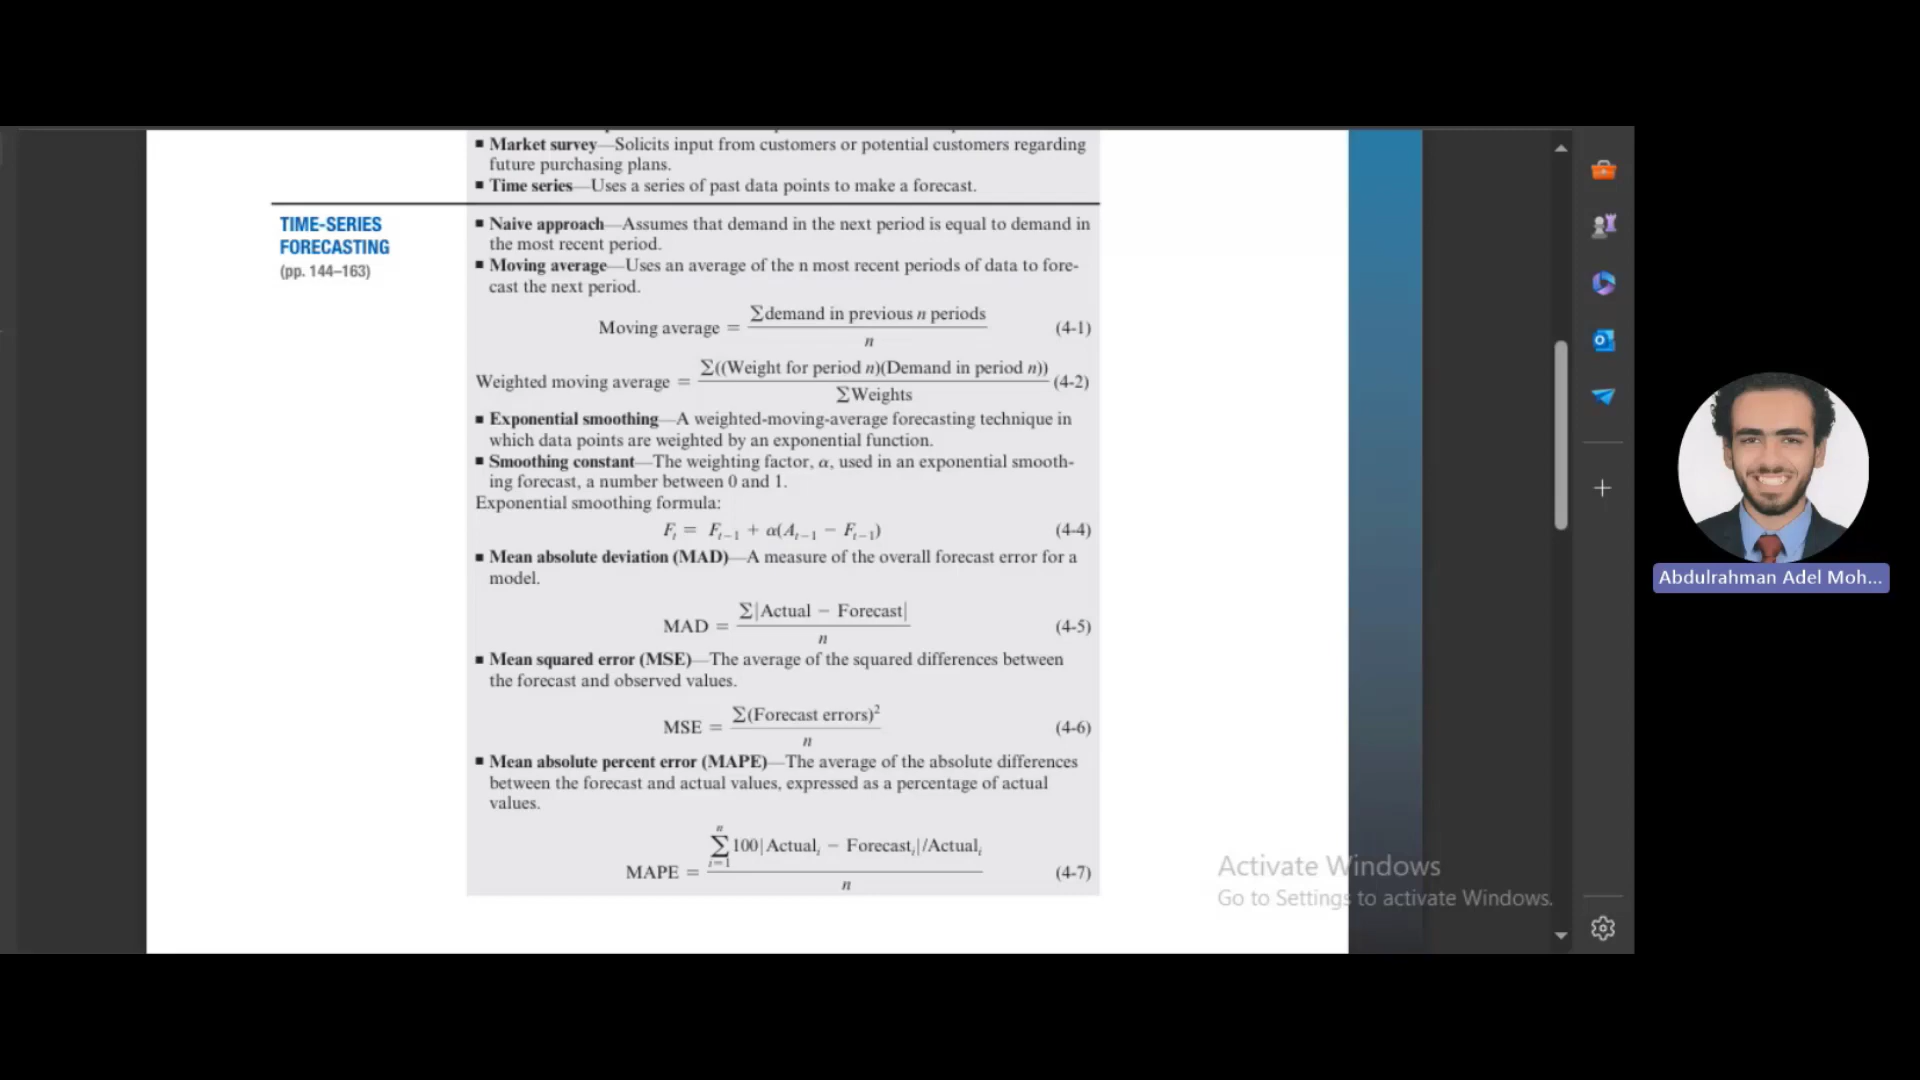 ■ Market survey—Solicits input from customers or potential customers regarding
future purchasing plans.
■ Time series—Uses a series of past data points to make a forecast.
TIME-SERIES
FORECASTING
(pp. 144–163)
■ Naive approach—Assumes that demand in the next period is equal to demand in
the most recent period.
■ Moving average—Uses an average of the n most recent periods of data to fore-
cast the next period.
Moving average = ∑demand in previous n periods / n (4-1)
Weighted moving average = ∑((Weight for period n)(Demand in period n)) / ∑Weights (4-2)
■ Exponential smoothing—A weighted-moving-average forecasting technique in
which data points are weighted by an exponential function.
■ Smoothing constant—The weighting factor, α, used in an exponential smooth-
ing forecast, a number between 0 and 1.
Exponential smoothing formula:
Fₜ = Fₜ₋₁ + α(Aₜ₋₁ − Fₜ₋₁) (4-4)
■ Mean absolute deviation (MAD)—A measure of the overall forecast error for a
model.
MAD = ∑|Actual − Forecast| / n (4-5)
■ Mean squared error (MSE)—The average of the squared differences between
the forecast and observed values.
MSE = ∑(Forecast errors)² / n (4-6)
■ Mean absolute percent error (MAPE)—The average of the absolute differences
between the forecast and actual values, expressed as a percentage of actual
values.
MAPE = ∑ⁿᵢ₌₁ 100|Actualᵢ − Forecastᵢ|/Actualᵢ / n (4-7)
Activate Windows
Go to Settings to activate Windows.
Abdulrahman Adel Moh...